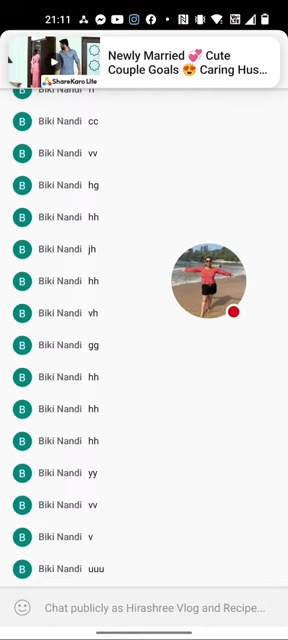 21:11
Newly Married 💞 Cute
Couple Goals 😍 Caring Hus...
ShareKaro Lite
B Biki Nandi
B Biki Nandi cc
B Biki Nandi vv
B Biki Nandi hg
B Biki Nandi hh
B Biki Nandi jh
B Biki Nandi hh
B Biki Nandi vh
B Biki Nandi gg
B Biki Nandi hh
B Biki Nandi hh
B Biki Nandi hh
B Biki Nandi yy
B Biki Nandi vv
B Biki Nandi v
B Biki Nandi uuu
Chat publicly as Hirashree Vlog and Recipe...